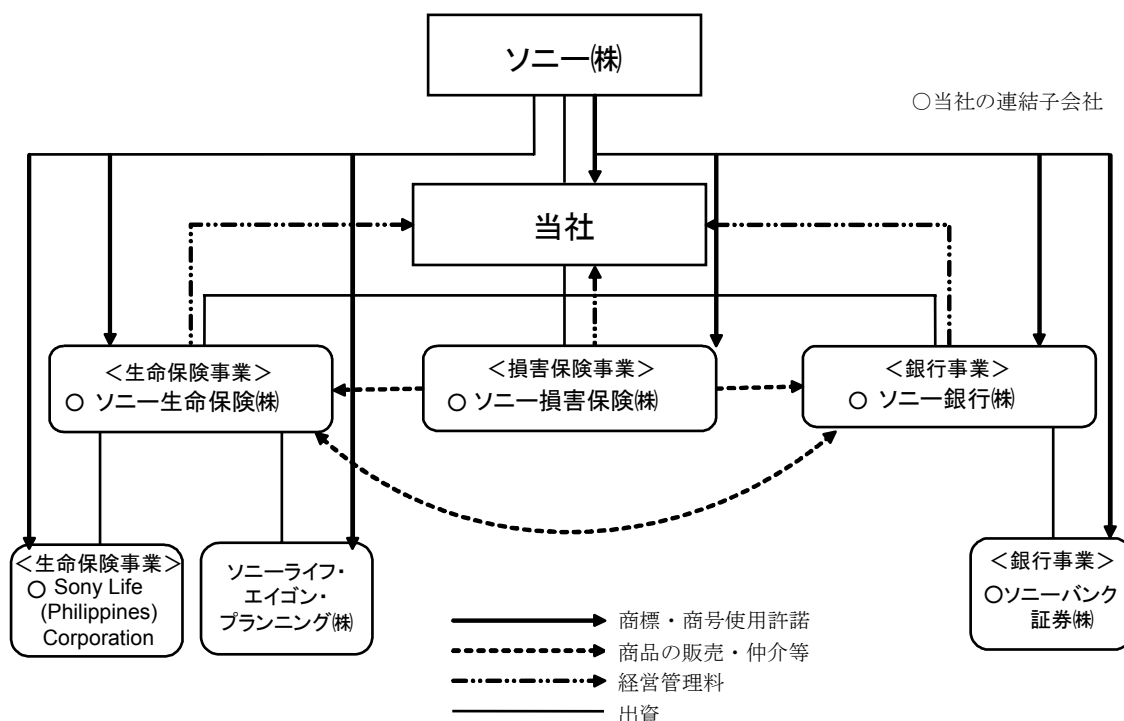 ソニー㈱
○当社の連結子会社
当社
＜生命保険事業＞
○ ソニー生命保険㈱
＜損害保険事業＞
○ ソニー損害保険㈱
＜銀行事業＞
○ ソニー銀行㈱
＜生命保険事業＞
○ Sony Life
(Philippines)
Corporation
ソニーライフ・
エイゴン・
プランニング㈱
＜銀行事業＞
○ソニーバンク
証券㈱
商標・商号使用許諾
商品の販売・仲介等
経営管理料
出資